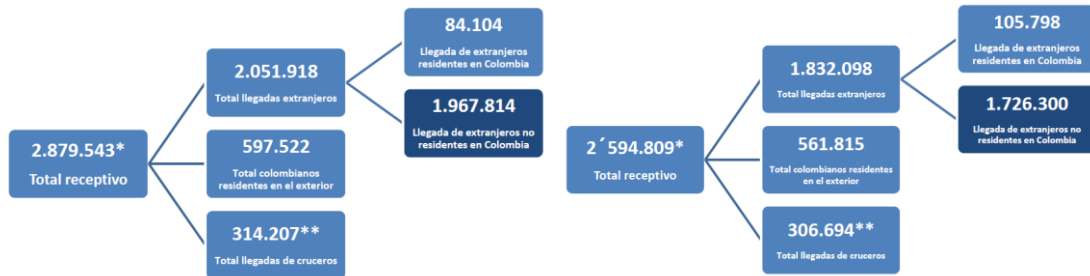 84.104
Llegada de extranjeros
residentes en Colombia
2.051.918
Total llegadas extranjeros
1.967.814
Llegada de extranjeros no
residentes en Colombia
2.879.543*
Total receptivo
597.522
Total colombianos
residentes en el exterior
314.207**
Total llegadas de cruceros
105.798
Llegada de extranjeros
residentes en Colombia
1.832.098
Total llegadas extranjeros
1.726.300
Llegada de extranjeros no
residentes en Colombia
2´594.809*
Total receptivo
561.815
Total colombianos residentes
en el exterior
306.694**
Total llegadas de cruceros